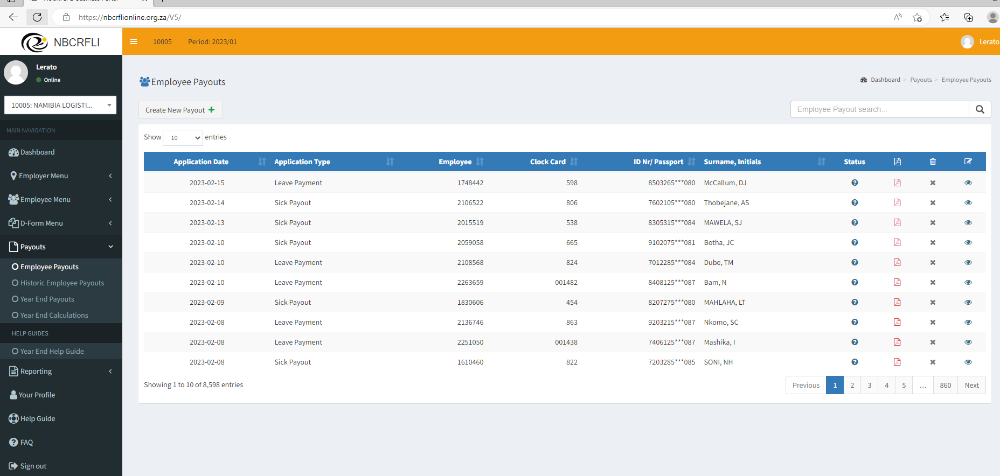 https://nbcrflionline.org.za/V5/
NBCRFLI
10005 Period: 2023/01
Lerato
Lerato
Online
10005: NAMIBIA LOGISTI...
MAIN NAVIGATION
Dashboard
Employer Menu
Employee Menu
D-Form Menu
Payouts
Employee Payouts
Historic Employee Payouts
Year End Payouts
Year End Calculations
HELP GUIDES
Year End Help Guide
Reporting
Your Profile
Help Guide
FAQ
Sign out
Employee Payouts
Dashboard > Payouts > Employee Payouts
Create New Payout
Employee Payout search...
Show 10 entries
Application Date Application Type Employee Clock Card ID Nr/ Passport Surname, Initials Status
2023-02-15 Leave Payment 1748442 598 8503265***080 McCallum, DJ
2023-02-14 Sick Payout 2106522 806 7602105***080 Thobejane, AS
2023-02-13 Sick Payout 2015519 538 8305315***084 MAWELA, SJ
2023-02-10 Sick Payout 2059058 665 9102075***081 Botha, JC
2023-02-10 Leave Payment 2108568 824 7012285***084 Dube, TM
2023-02-10 Leave Payment 2263659 001482 8408125***087 Bam, N
2023-02-09 Sick Payout 1830606 454 8207275***080 MAHLAHA, LT
2023-02-08 Leave Payment 2136746 863 9203215***087 Nkomo, SC
2023-02-08 Leave Payment 2251050 001438 7406125***087 Mashika, I
2023-02-08 Sick Payout 1610460 822 7203285***085 SONI, NH
Showing 1 to 10 of 8,598 entries
Previous 1 2 3 4 5 ... 860 Next